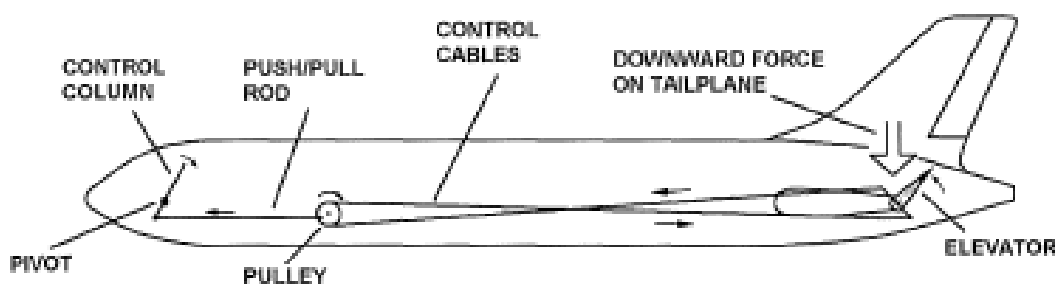 CONTROL
COLUMN
PUSH/PULL
ROD
CONTROL
CABLES
DOWNWARD FORCE
ON TAILPLANE
PIVOT
PULLEY
ELEVATOR